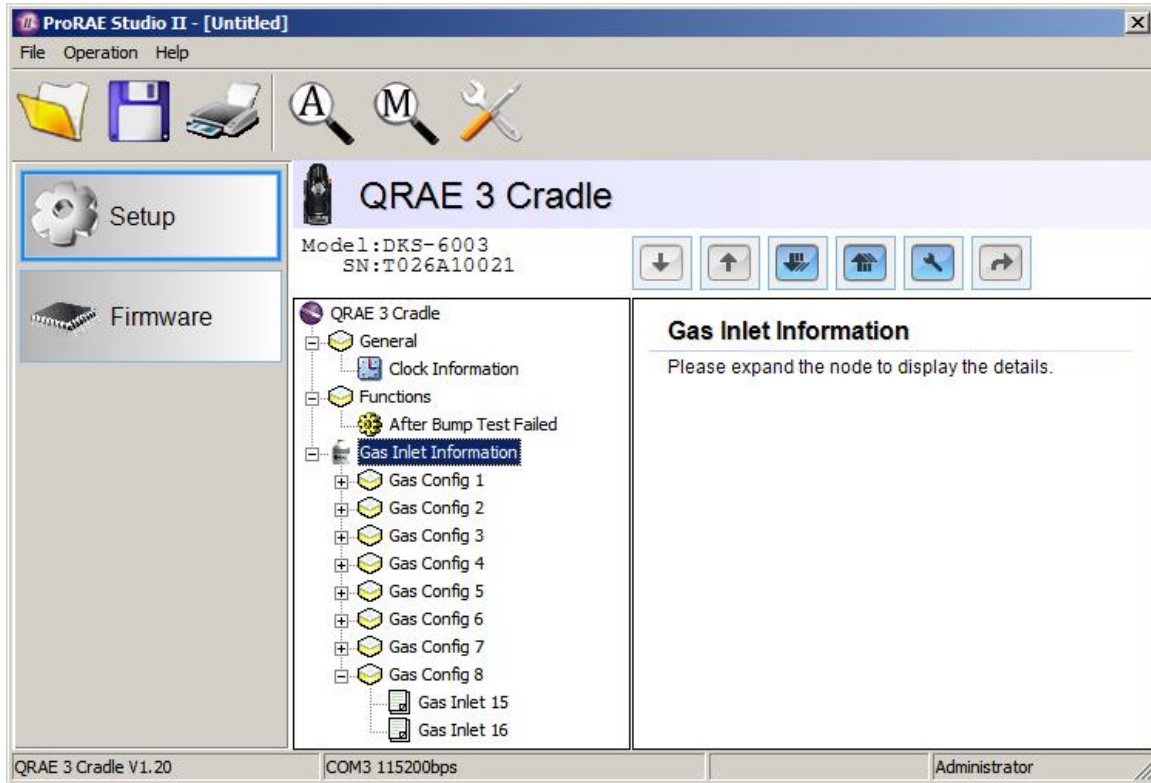 ProRAE Studio II - [Untitled]
File Operation Help
A M
Setup
Firmware
QRAE 3 Cradle
Model:DKS-6003
SN:T026A10021
QRAE 3 Cradle
General
Clock Information
Functions
After Bump Test Failed
Gas Inlet Information
Gas Config 1
Gas Config 2
Gas Config 3
Gas Config 4
Gas Config 5
Gas Config 6
Gas Config 7
Gas Config 8
Gas Inlet 15
Gas Inlet 16
Gas Inlet Information
Please expand the node to display the details.
QRAE 3 Cradle V1.20 COM3 115200bps Administrator